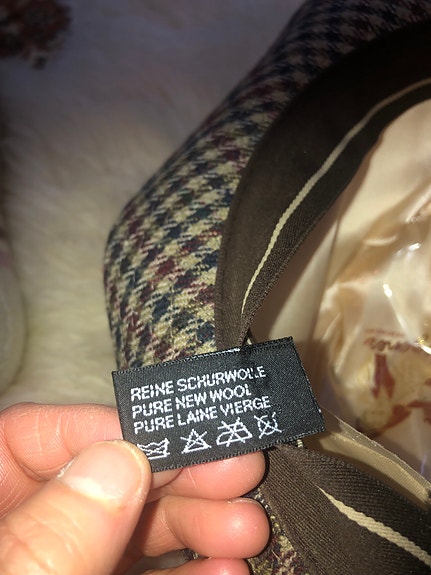 REINE SCHURWOLLE
PURE NEW WOOL
PURE LAINE VIERGE